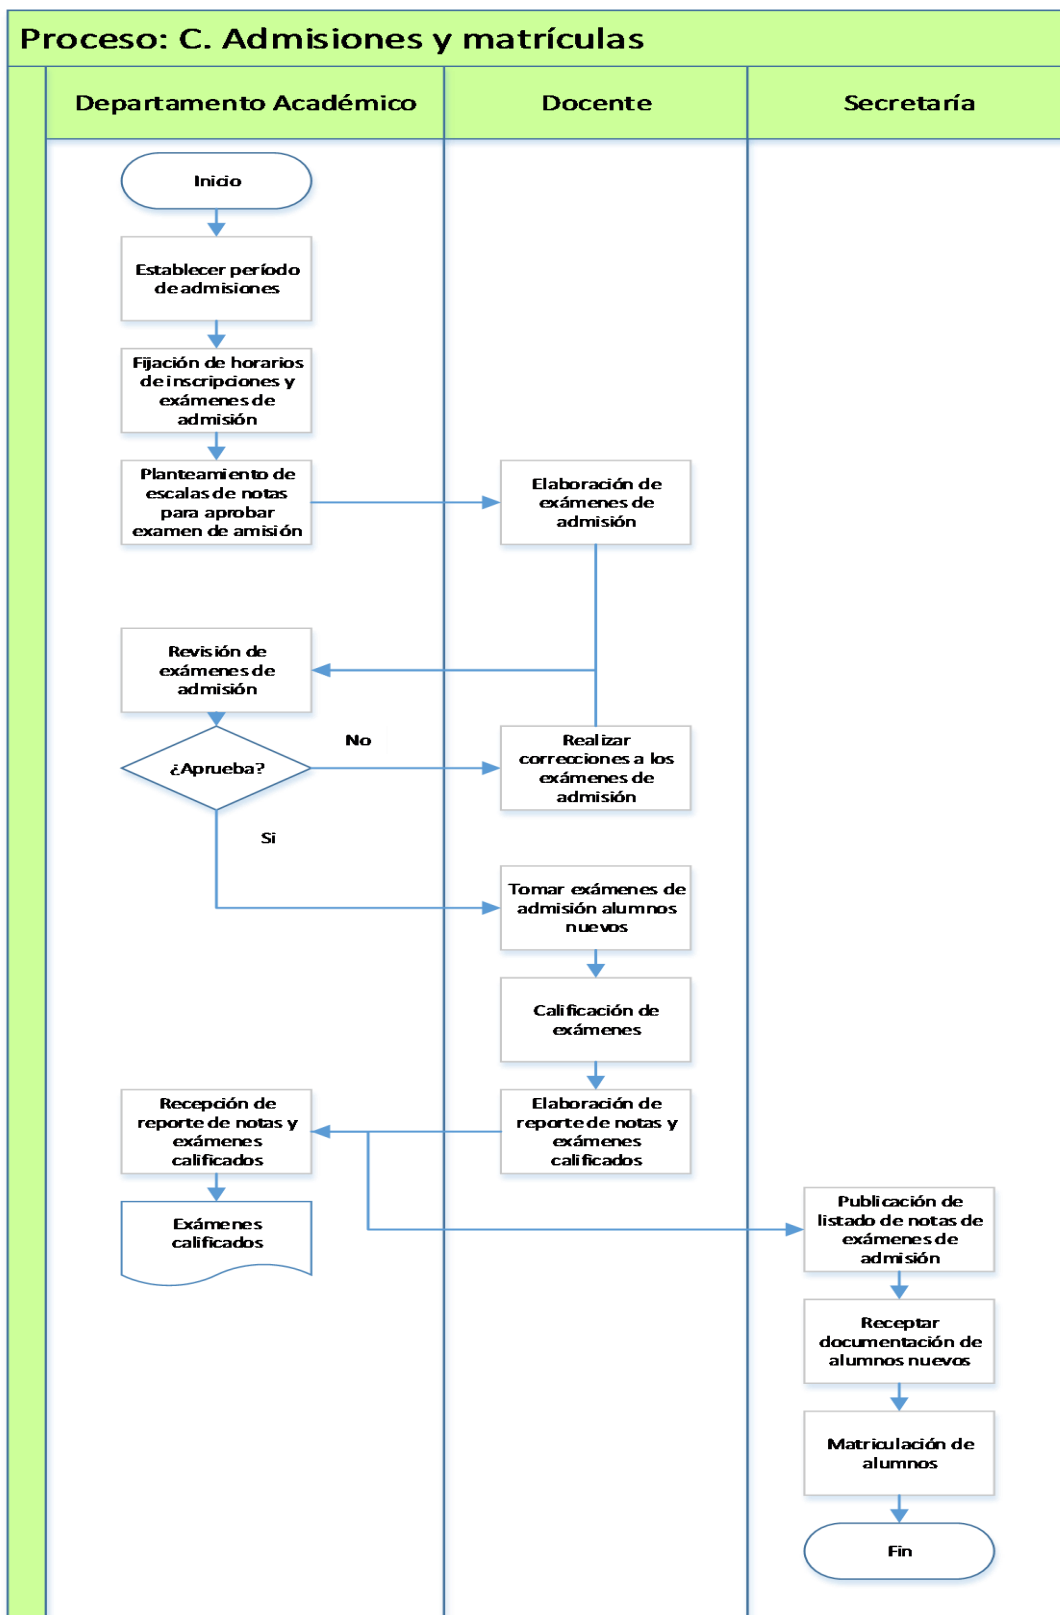 Proceso: C. Admisiones y matrículas
Departamento Académico
Docente
Secretaría
Inicio
Establecer período
de admisiones
Fijación de horarios
de inscripciones y
exámenes de
admisión
Planteamiento de
escalas de notas
para aprobar
examen de amisión
Elaboración de
exámenes de
admisión
Revisión de
exámenes de
admisión
¿Aprueba?
No
Realizar
correcciones a los
exámenes de
admisión
Si
Tomar exámenes de
admisión alumnos
nuevos
Calificación de
exámenes
Elaboración de
reporte de notas y
exámenes
calificados
Recepción de
reporte de notas y
exámenes
calificados
Exámenes
calificados
Publicación de
listado de notas de
exámenes de
admisión
Receptar
documentación de
alumnos nuevos
Matriculación de
alumnos
Fin